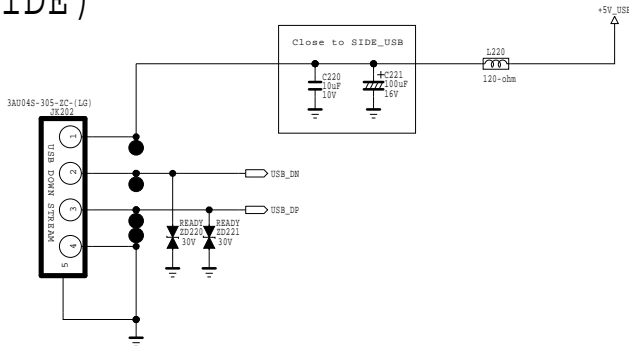 IDE)
+5V_USB
Close to SIDE_USB
L220
120-ohm
C220
10uF
10V
+
C221
100uF
16V
3AU04S-305-ZC-(LG)
JK202
1
2
3
4
5
USB DOWN STREAM
USB_DN
USB_DP
READY
ZD220
30V
READY
ZD221
30V